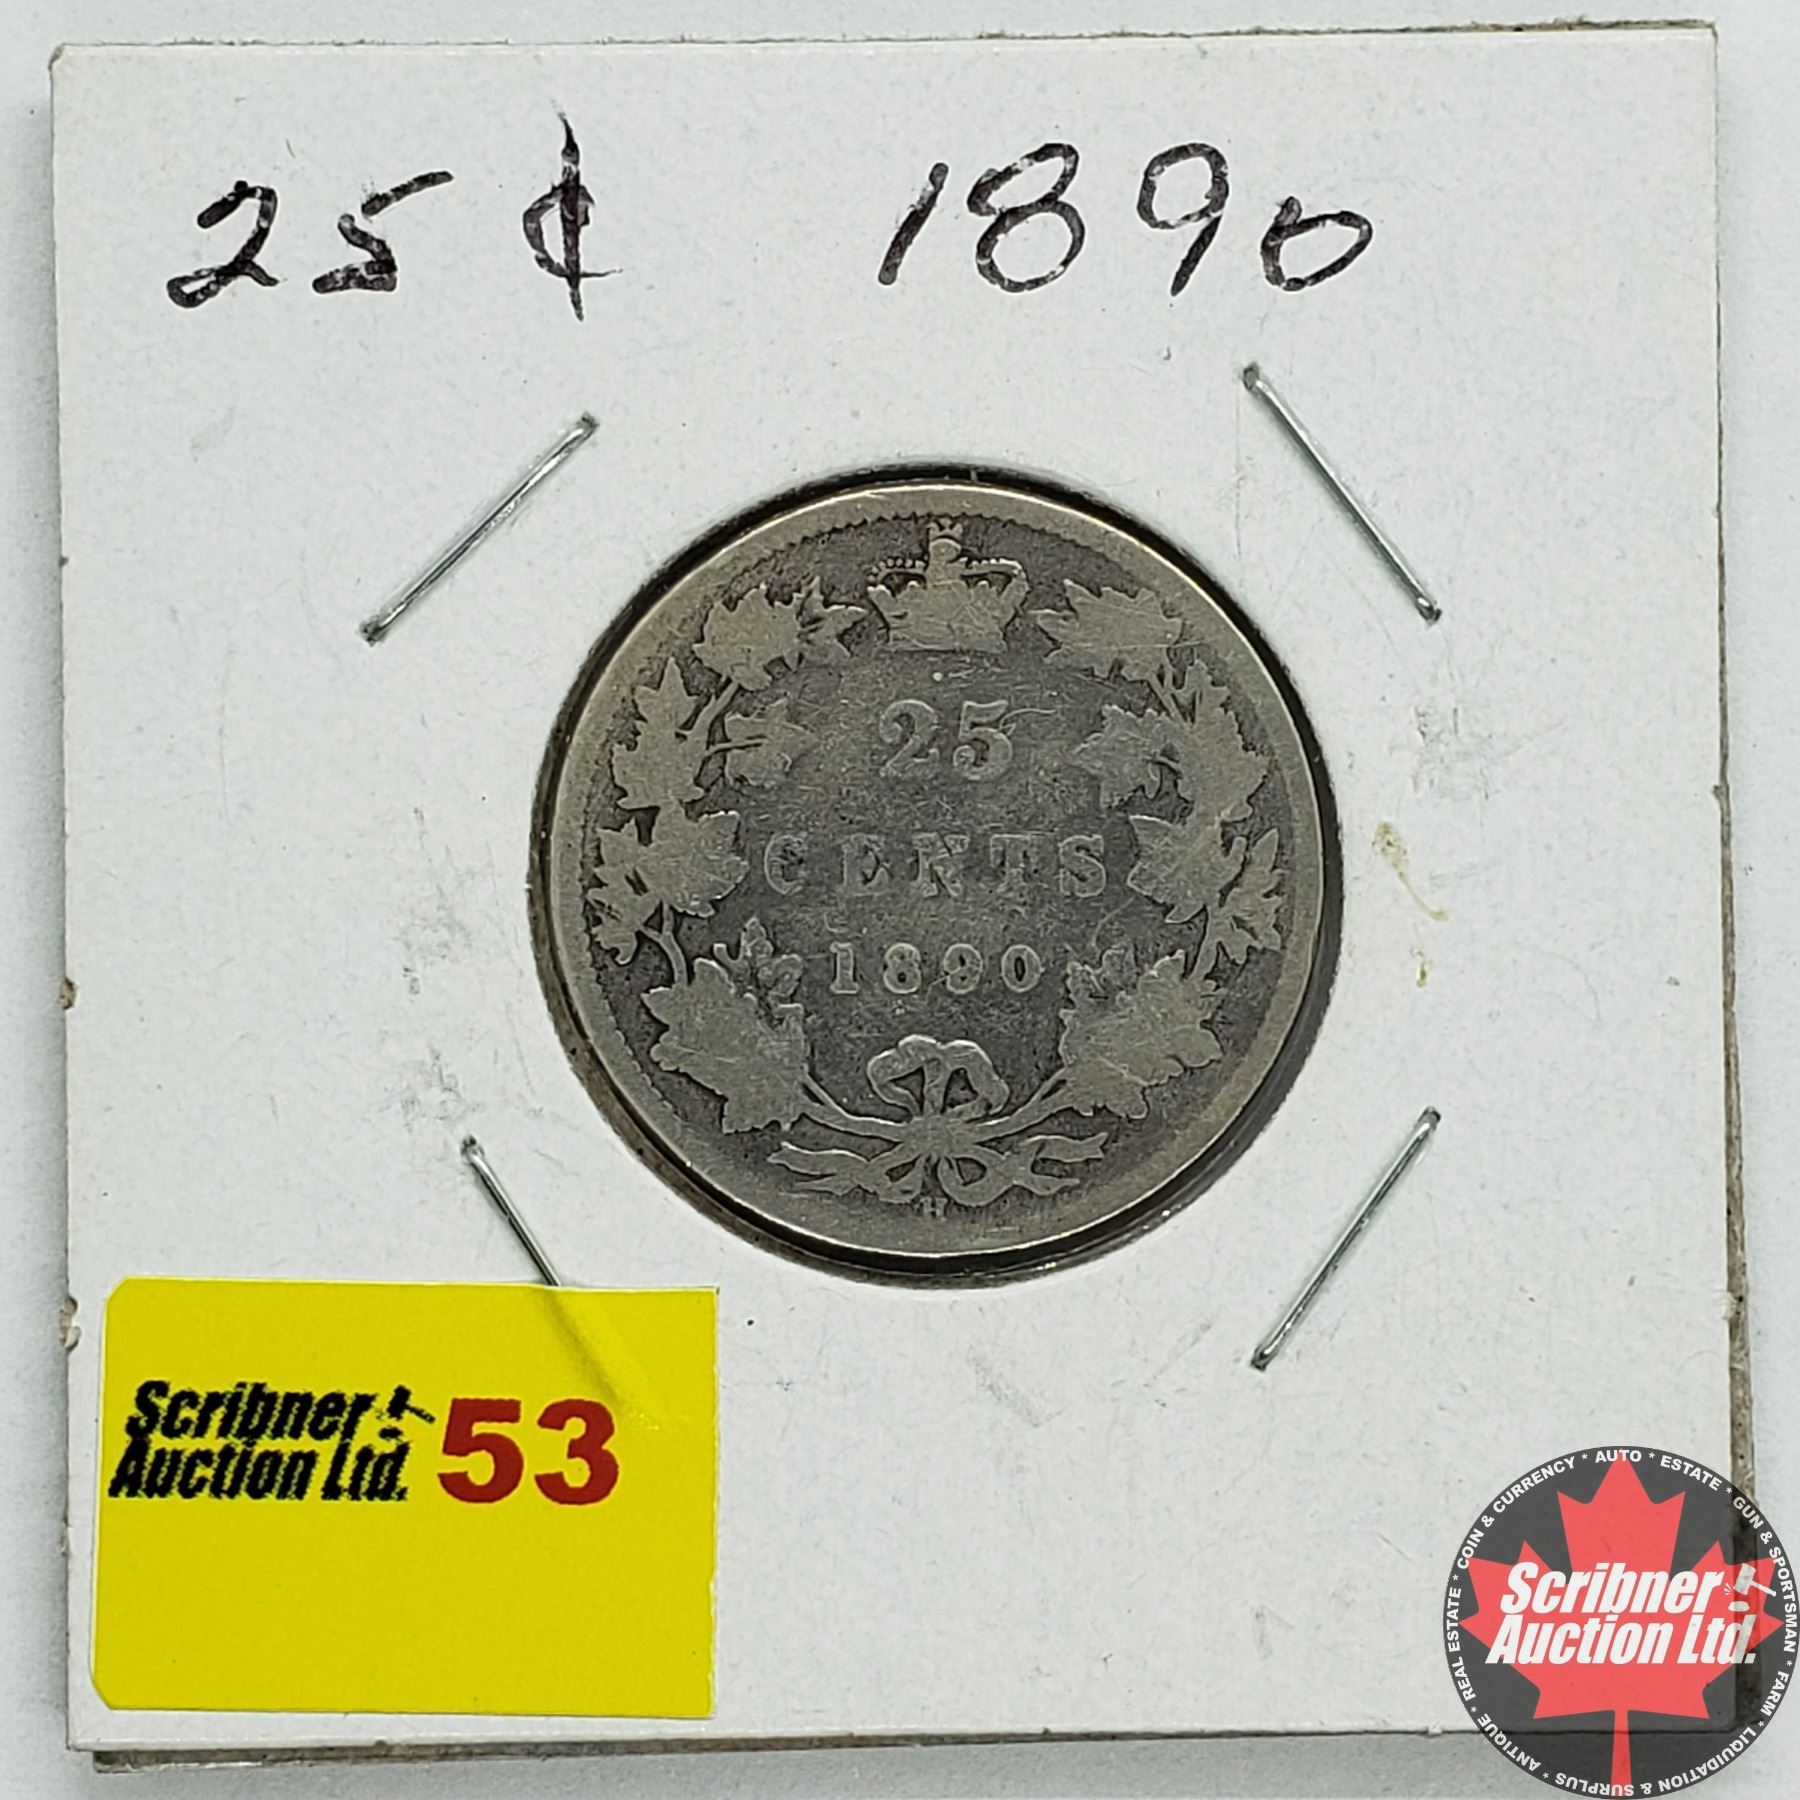 25¢ 1890
25
CENTS
1890
H
Scribner
Auction Ltd.
53
Scribner
Auction Ltd.
REAL ESTATE * COIN & CURRENCY * AUTO * ESTATE * GUN & SPORTSMAN * FARM * LIQUIDATION & SURPLUS * ANTIQUE *